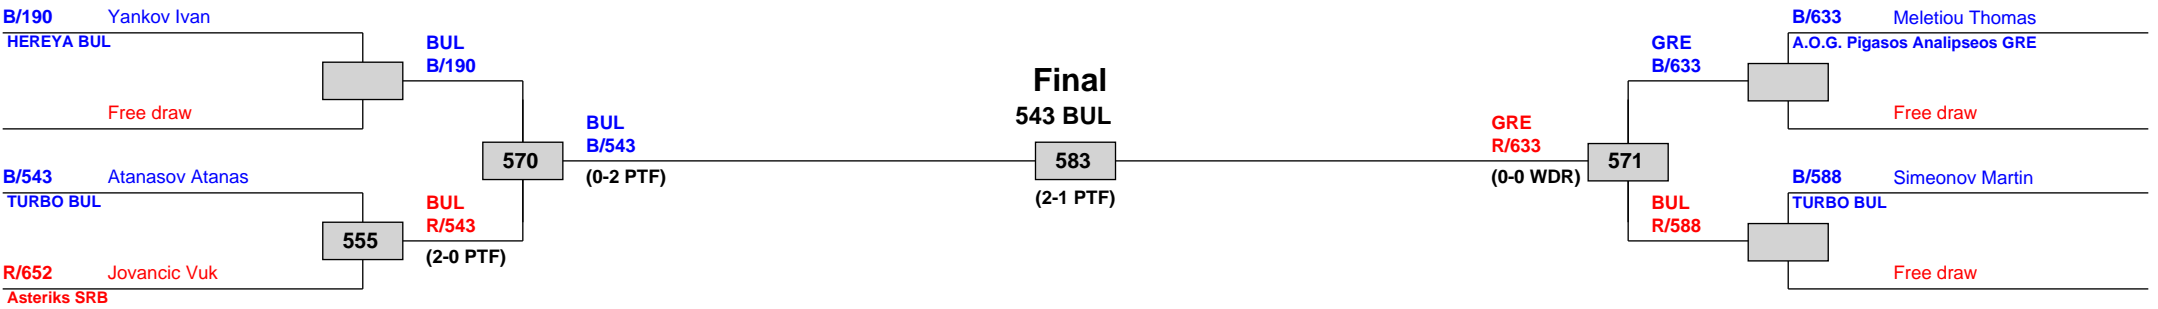 B/190 Yankov Ivan
HEREYA BUL
BUL
B/190
Free draw
BUL
B/543
570
(0-2 PTF)
B/543 Atanasov Atanas
TURBO BUL
BUL
R/543
555
(2-0 PTF)
R/652 Jovancic Vuk
Asteriks SRB
Final
543 BUL
583
(2-1 PTF)
B/633 Meletiou Thomas
A.O.G. Pigasos Analipseos GRE
GRE
B/633
Free draw
GRE
R/633
571
(0-0 WDR)
B/588 Simeonov Martin
TURBO BUL
BUL
R/588
Free draw